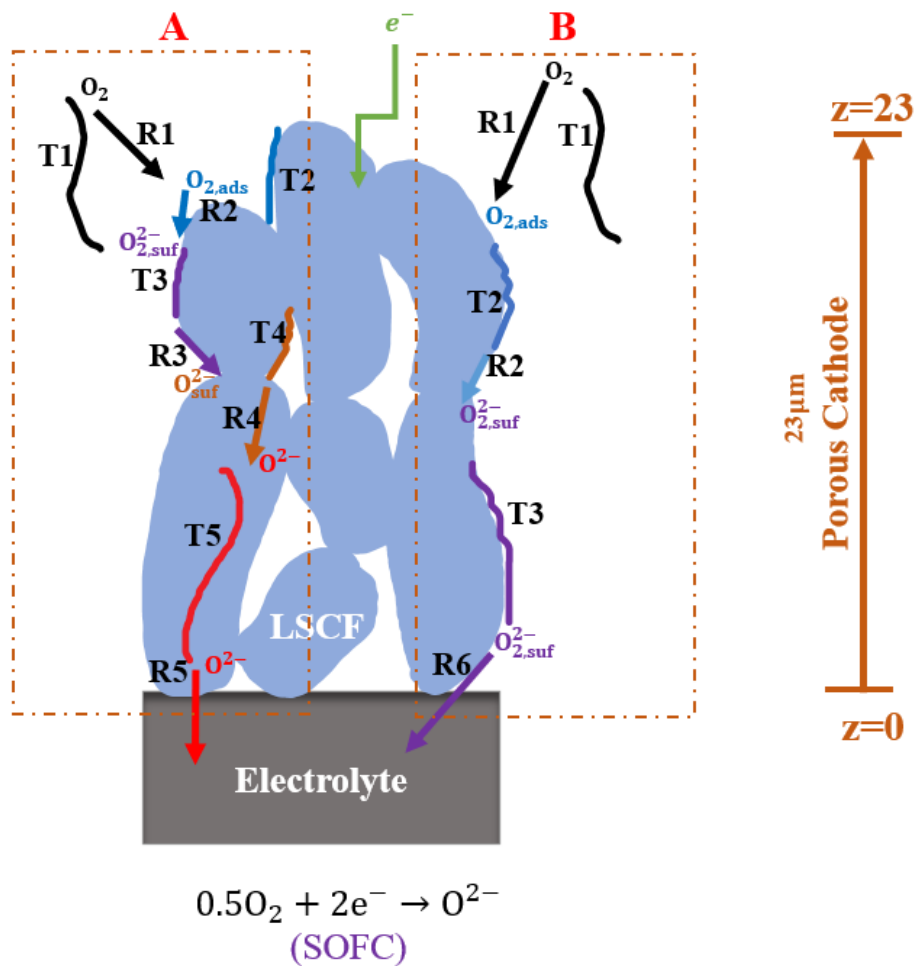 A
B
e⁻
O₂
R1
T1
O₂,ads
R2
T2
O₂,suf²⁻
T3
R3
O_suf²⁻
T4
R4
O²⁻
T5
LSCF
R5
O²⁻
O₂
R1
T1
O₂,ads
T2
R2
O₂,suf²⁻
T3
O₂,suf²⁻
R6
Electrolyte
z=23
23μm
Porous Cathode
z=0
0.5O₂ + 2e⁻ → O²⁻
(SOFC)